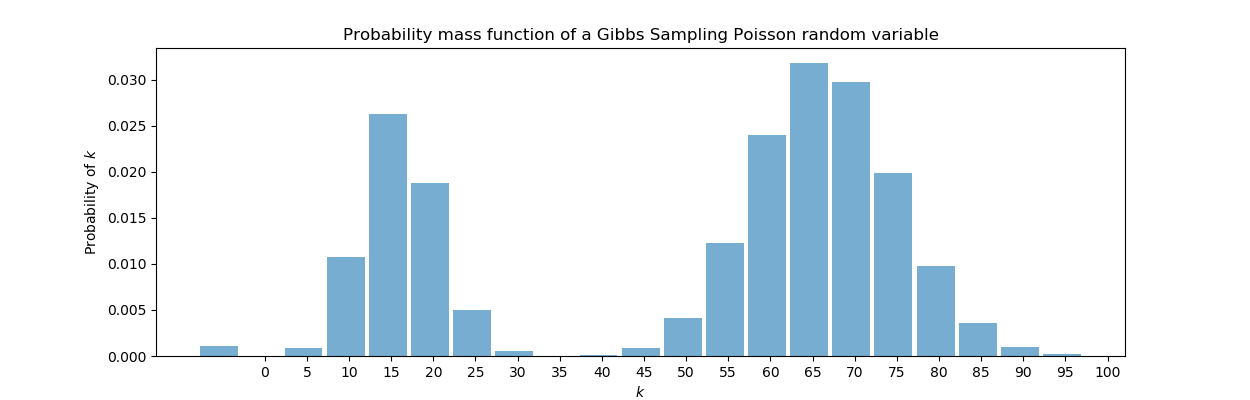 Probability mass function of a Gibbs Sampling Poisson random variable
Probability of k
0.030
0.025
0.020
0.015
0.010
0.005
0.000
0 5 10 15 20 25 30 35 40 45 50 55 60 65 70 75 80 85 90 95 100
k